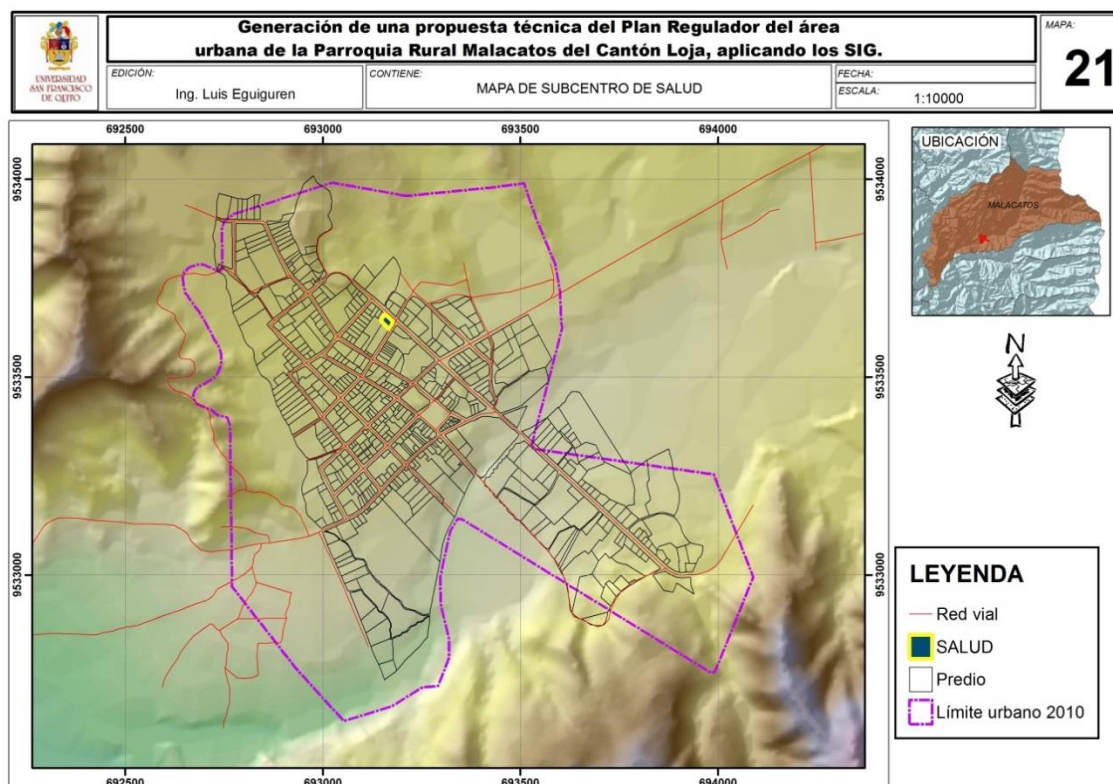 UNIVERSIDAD
SAN FRANCISCO
DE QUITO
Generación de una propuesta técnica del Plan Regulador del área
urbana de la Parroquia Rural Malacatos del Cantón Loja, aplicando los SIG.
EDICIÓN:
Ing. Luis Eguiguren
CONTIENE:
MAPA DE SUBCENTRO DE SALUD
FECHA:
ESCALA:
1:10000
MAPA:
21
692500
693000
693500
694000
9534000
9533500
9533000
9534000
9533500
9533000
692500
693000
693500
694000
UBICACIÓN
MALACATOS
N
LEYENDA
Red vial
SALUD
Predio
Límite urbano 2010